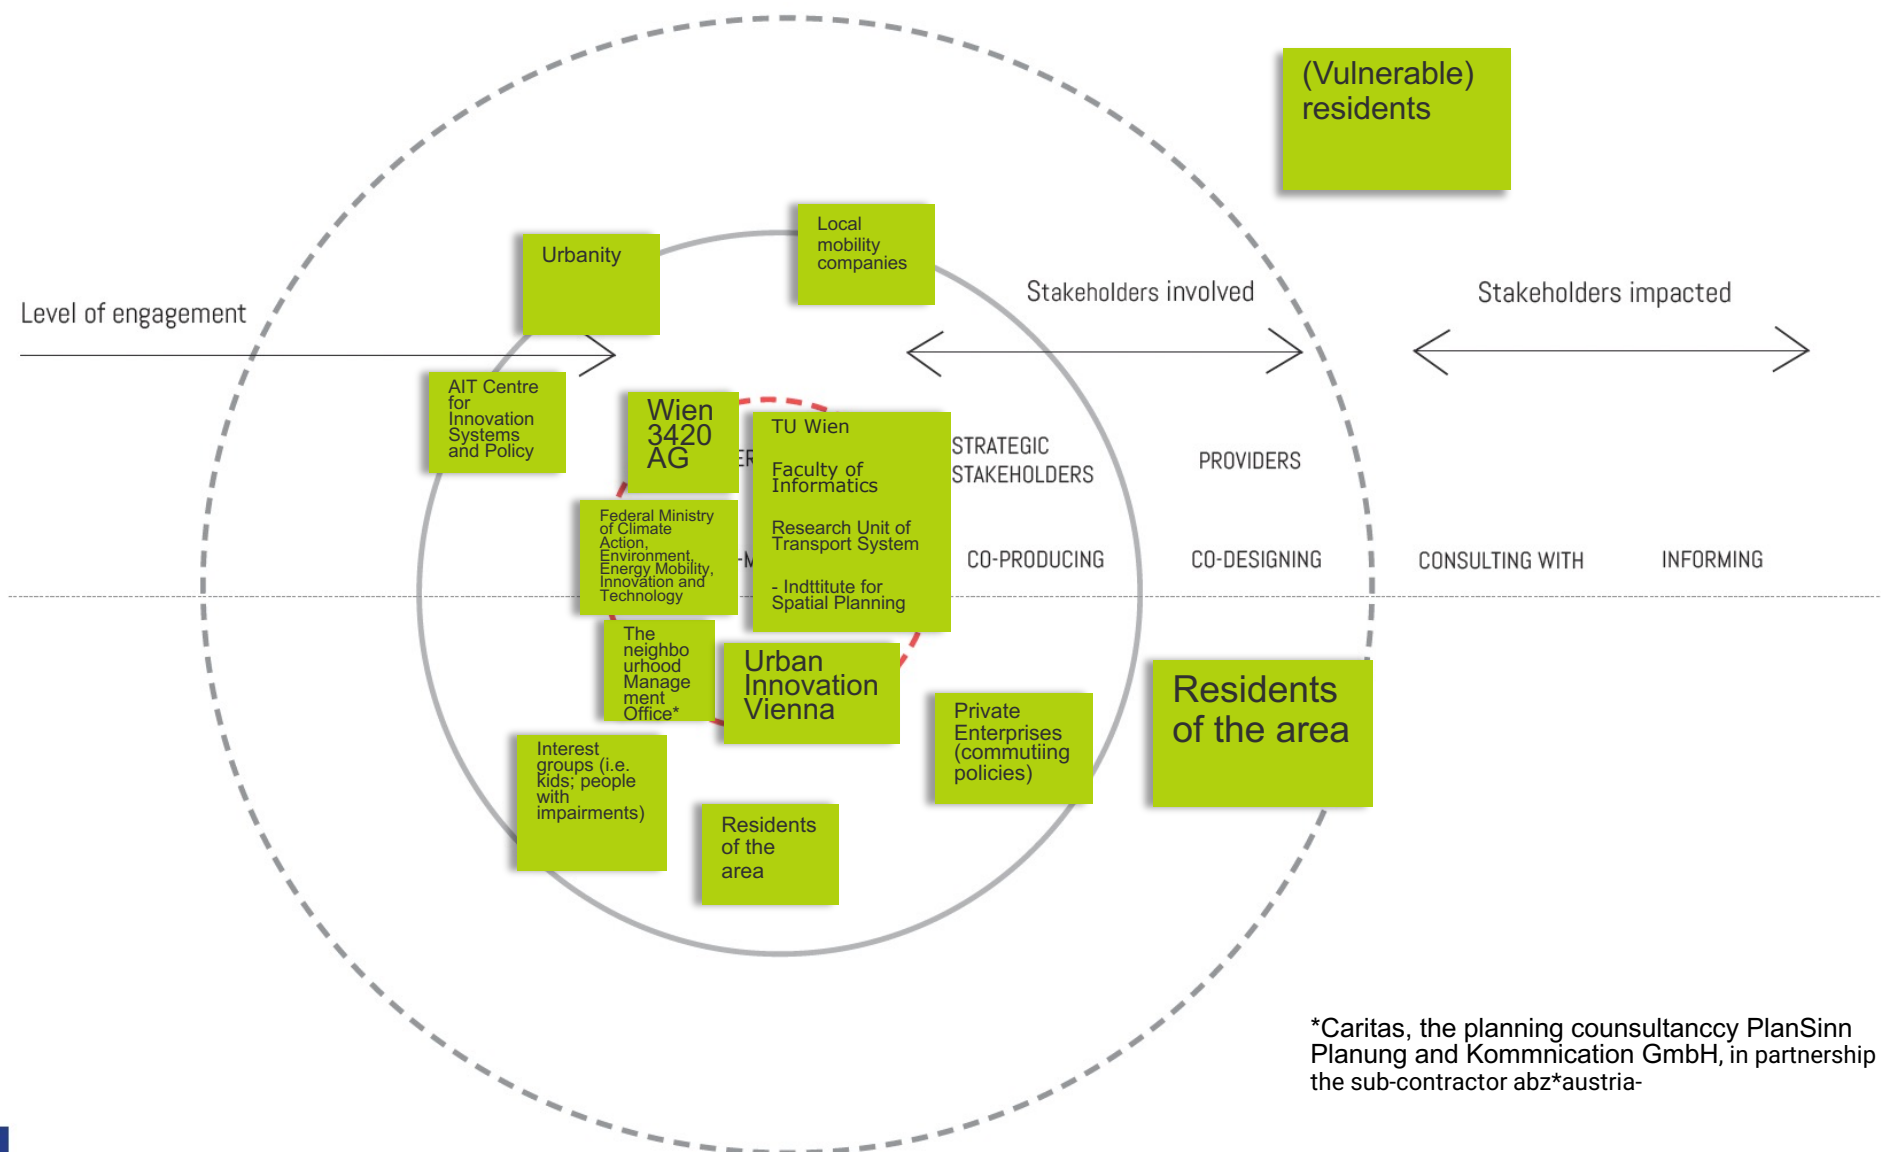 (Vulnerable)
residents
Local
mobility
companies
Urbanity
Level of engagement
Stakeholders involved
Stakeholders impacted
AIT Centre
for
Innovation
Systems
and Policy
Wien
3420
AG
TU Wien
Faculty of
Informatics
Research Unit of
Transport System
- Indttitute for
Spatial Planning
STRATEGIC
STAKEHOLDERS
PROVIDERS
Federal Ministry
of Climate
Action,
Environment,
Energy Mobility,
Innovation and
Technology
CO-PRODUCING
CO-DESIGNING
CONSULTING WITH
INFORMING
The
neighbo
urhood
Manage
ment
Office*
Urban
Innovation
Vienna
Private
Enterprises
(commutiing
policies)
Residents
of the area
Interest
groups (i.e.
kids; people
with
impairments)
Residents
of the
area
*Caritas, the planning counsultanccy PlanSinn
Planung and Kommnication GmbH, in partnership
the sub-contractor abz*austria-